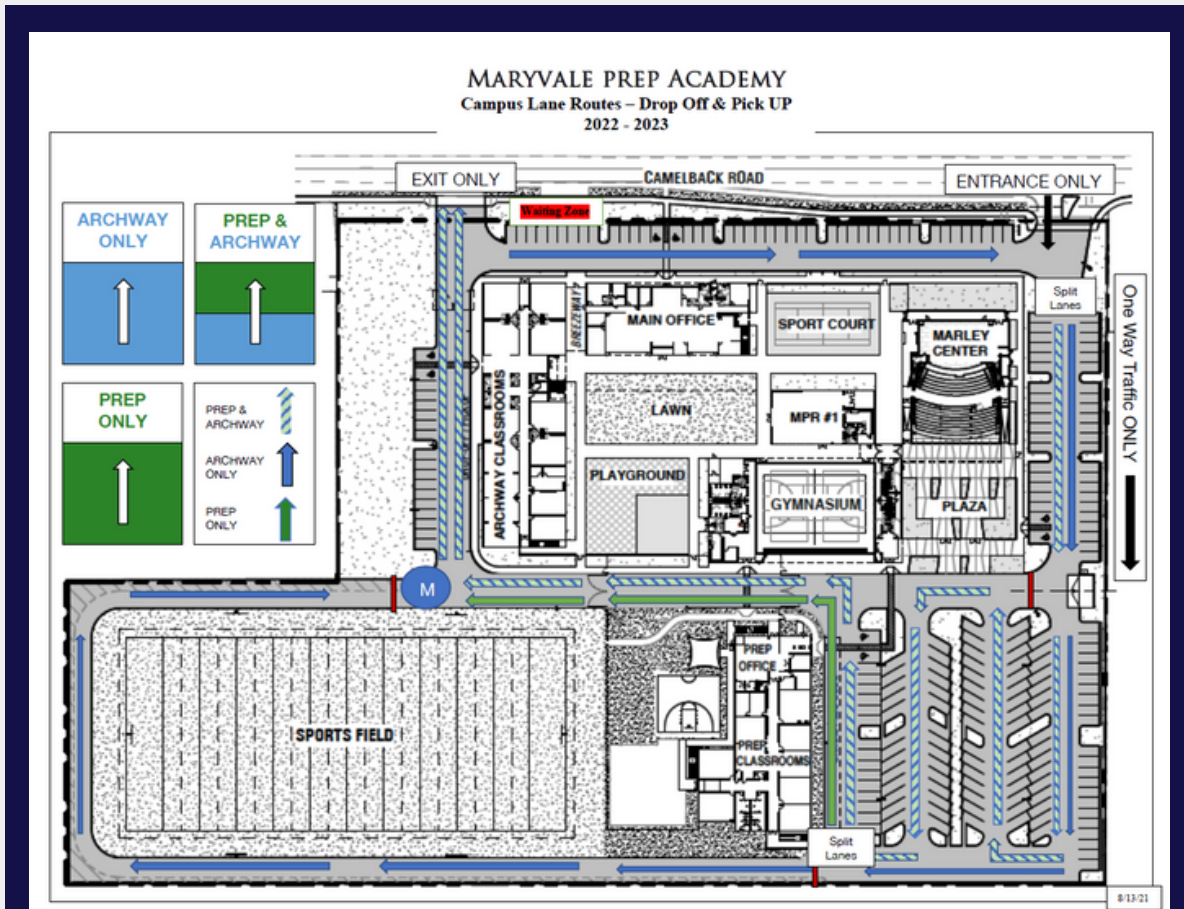 MARYVALE PREP ACADEMY
Campus Lane Routes – Drop Off & Pick UP
2022 - 2023
EXIT ONLY
CAMELBACK ROAD
ENTRANCE ONLY
Waiting Zone
ARCHWAY
ONLY
PREP &
ARCHWAY
PREP
ONLY
PREP &
ARCHWAY
ARCHWAY
ONLY
PREP
ONLY
Split
Lanes
One Way Traffic ONLY
BREEZEWAY
MAIN OFFICE
SPORT COURT
MARLEY
CENTER
ARCHWAY CLASSROOMS
LAWN
MPR #1
PLAYGROUND
GYMNASIUM
PLAZA
M
PREP
OFFICE
SPORTS FIELD
PREP
CLASSROOMS
Split
Lanes
8/13/21